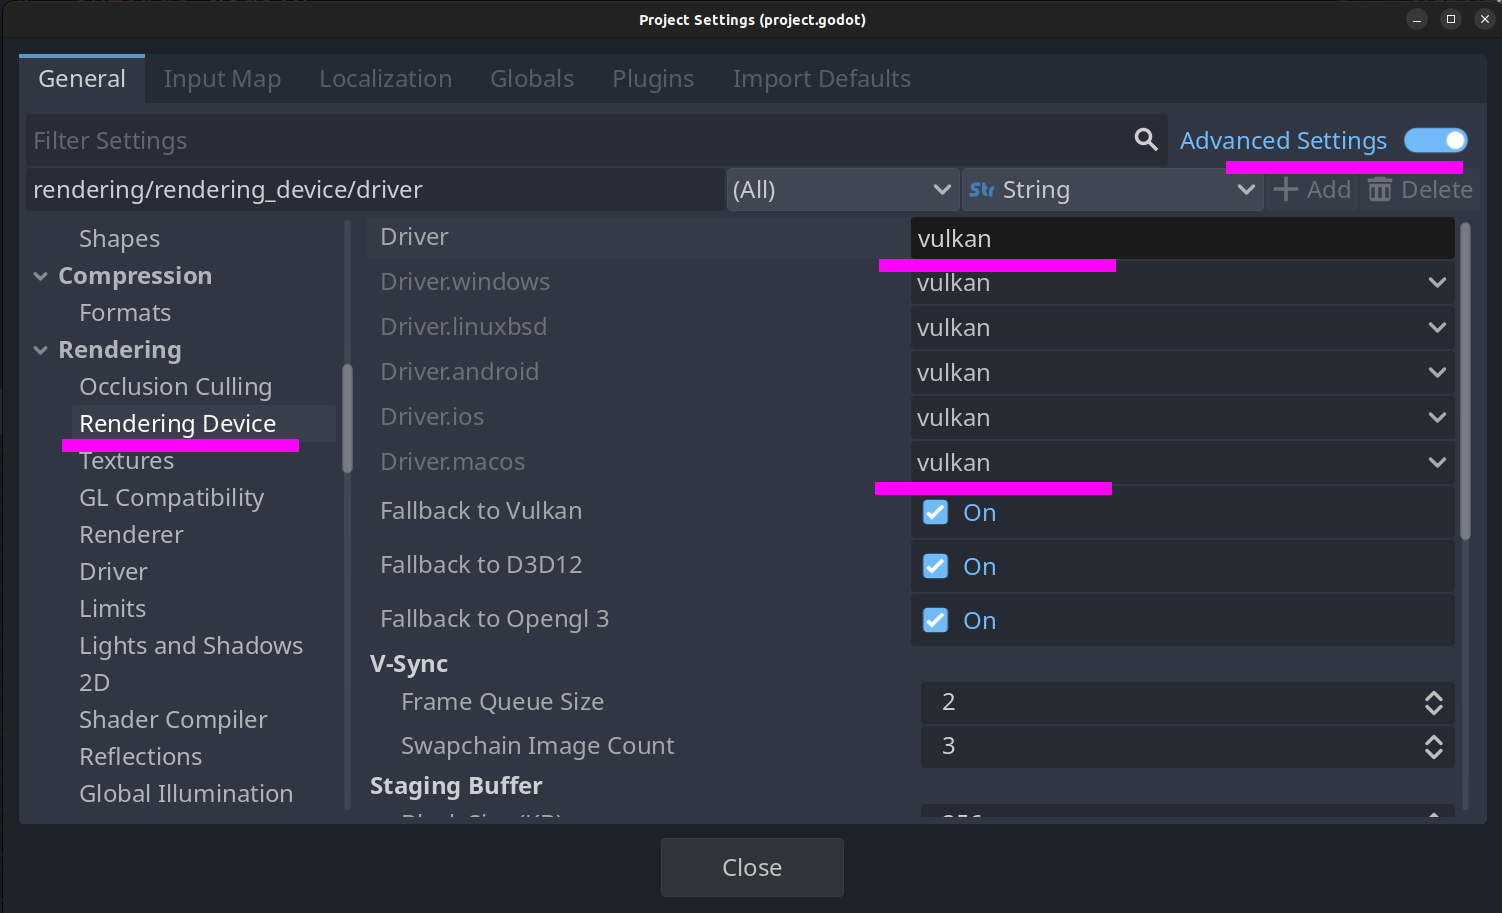 Project Settings (project.godot)
General Input Map Localization Globals Plugins Import Defaults
Filter Settings Advanced Settings
rendering/rendering_device/driver (All) Str String Add Delete
Shapes
Compression
Formats
Rendering
Occlusion Culling
Rendering Device
Textures
GL Compatibility
Renderer
Driver
Limits
Lights and Shadows
2D
Shader Compiler
Reflections
Global Illumination
Driver vulkan
Driver.windows vulkan
Driver.linuxbsd vulkan
Driver.android vulkan
Driver.ios vulkan
Driver.macos vulkan
Fallback to Vulkan On
Fallback to D3D12 On
Fallback to Opengl 3 On
V-Sync
Frame Queue Size 2
Swapchain Image Count 3
Staging Buffer
Close